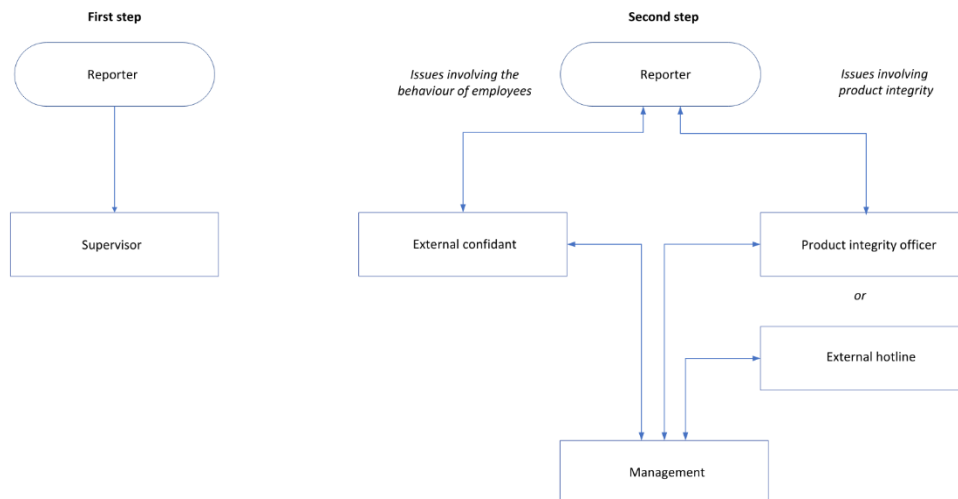 First step
Second step
Reporter
Issues involving the
behaviour of employees
Reporter
Issues involving
product integrity
Supervisor
External confidant
Product integrity officer
or
External hotline
Management